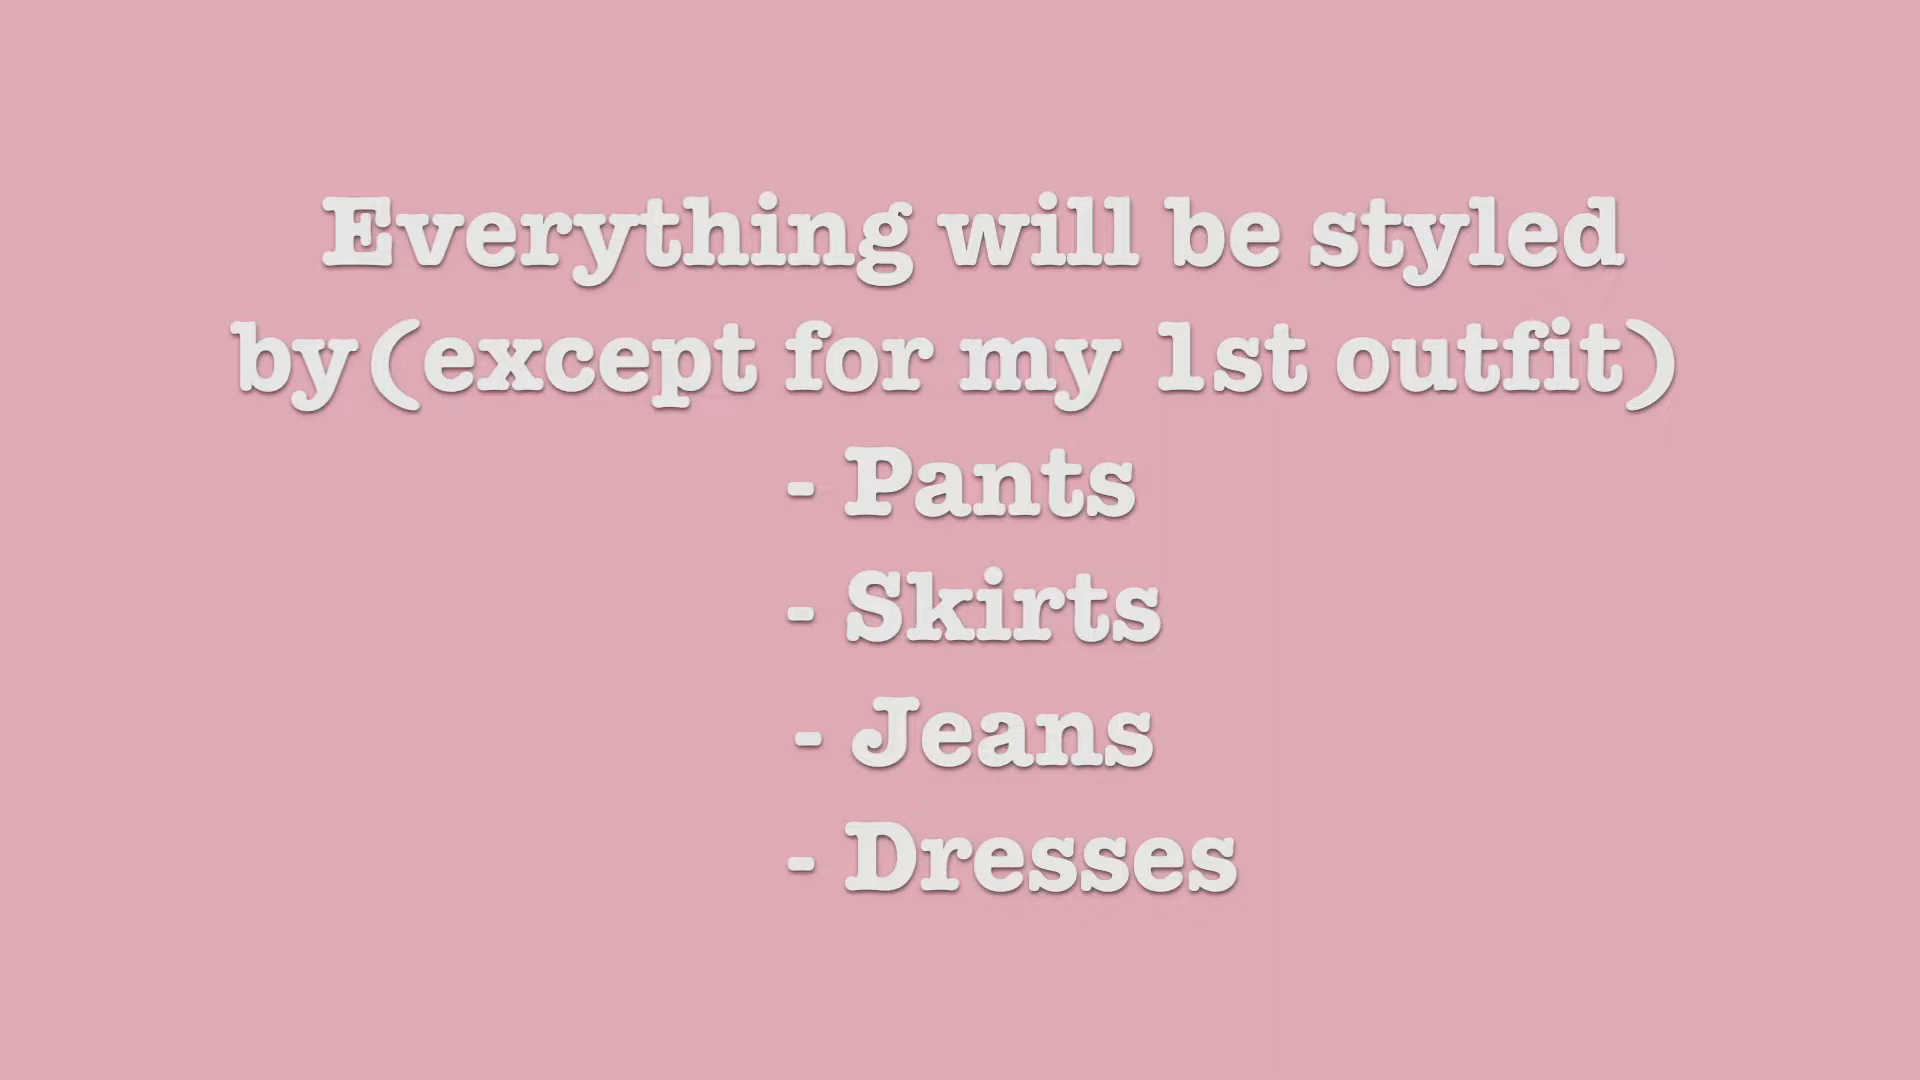 Everything will be styled
by(except for my 1st outfit)
- Pants
- Skirts
- Jeans
- Dresses